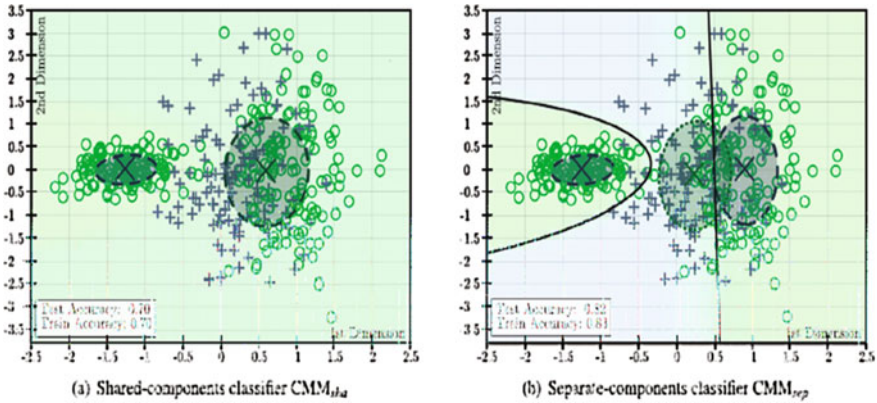 3.5
3
2.5
2
1.5
1
0.5
0
-0.5
-1
-1.5
-2
-2.5
-3
-3.5
2nd Dimension
Test Accuracy: 0.70
Train Accuracy: 0.70
1st Dimension
-2.5 -2 -1.5 -1 -0.5 0 0.5 1 1.5 2 2.5
(a) Shared-components classifier CMMsha
3.5
3
2.5
2
1.5
1
0.5
0
-0.5
-1
-1.5
-2
-2.5
-3
-3.5
2nd Dimension
Test Accuracy: 0.82
Train Accuracy:
1st Dimension
-2.5 -2 -1.5 -1 -0.5 0 0.5 1 1.5 2 2.5
(b) Separate-components classifier CMMsep